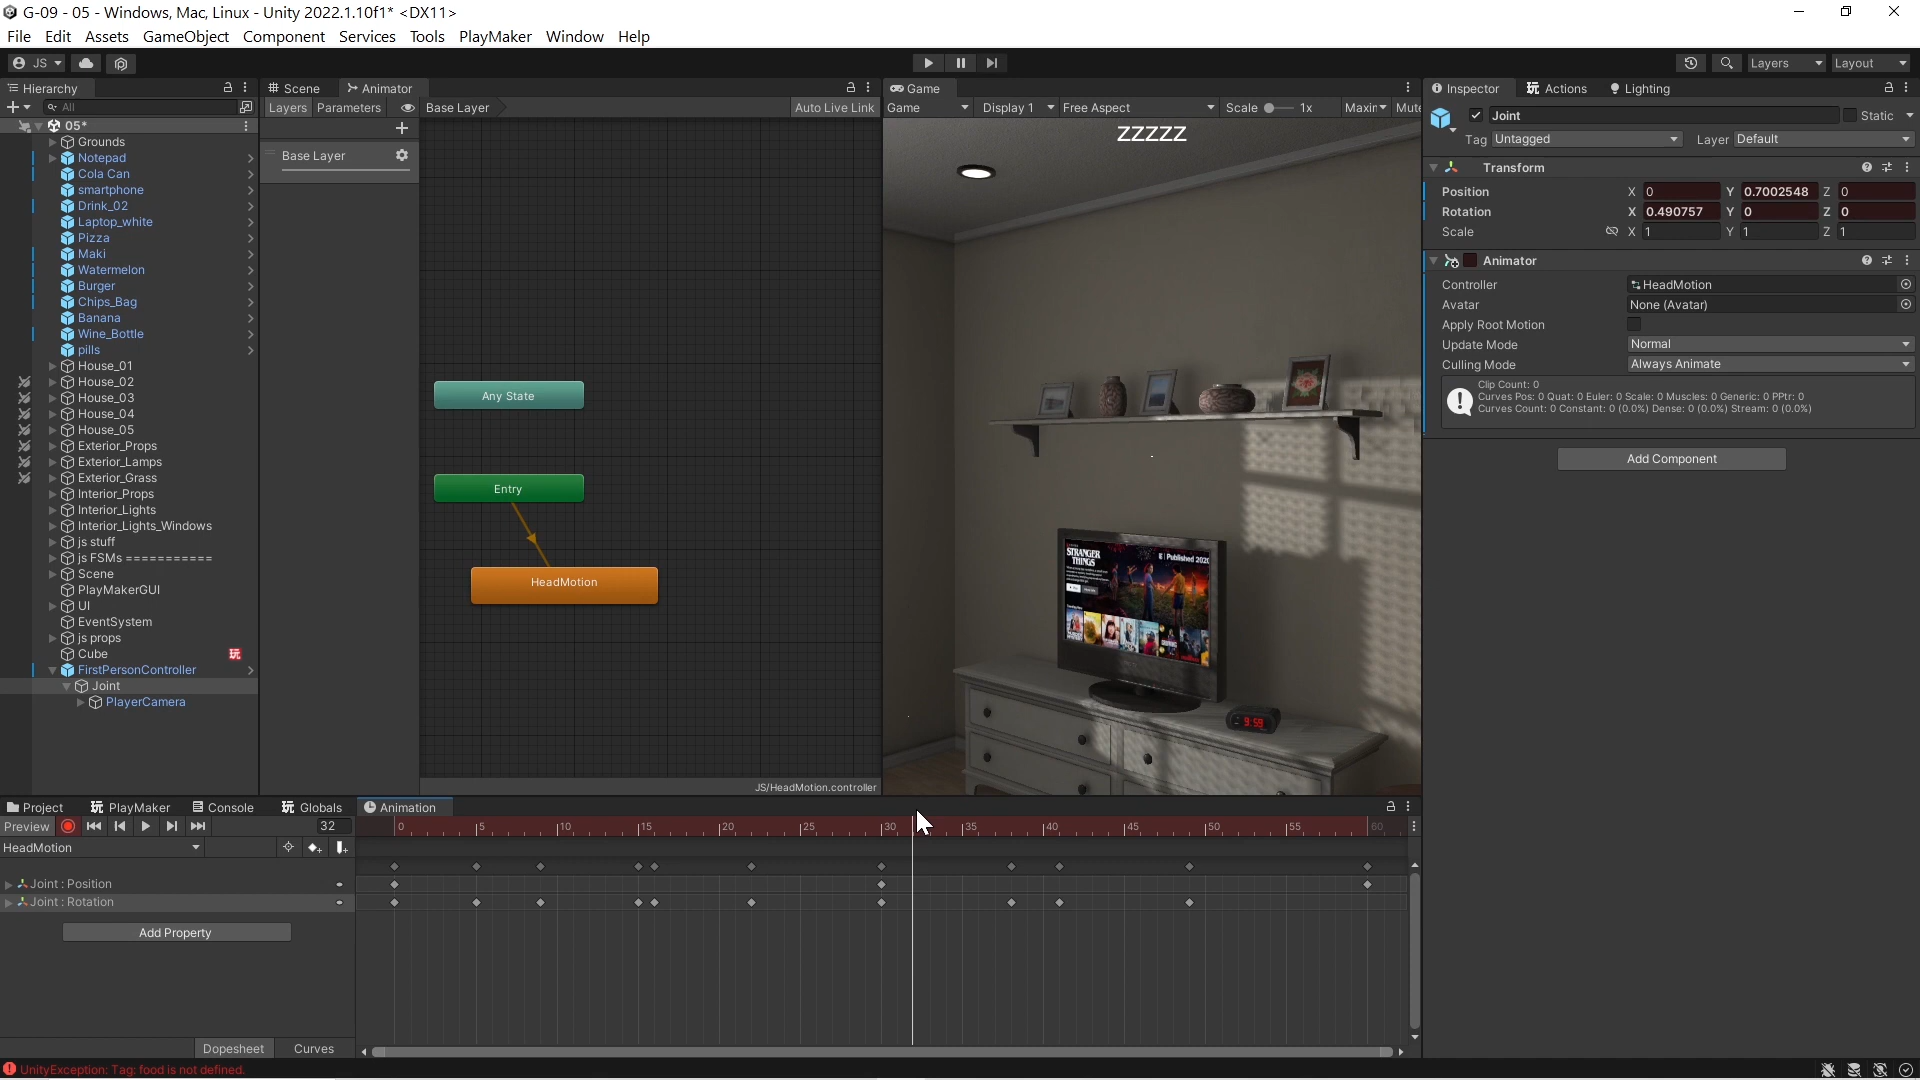 G-09 - 05 - Windows, Mac, Linux - Unity 2022.1.10f1* <DX11>
File Edit Assets GameObject Component Services Tools PlayMaker Window Help
JS
Layers Layout
Hierarchy
All
05*
Grounds
Notepad
Cola Can
smartphone
Drink_02
Laptop_white
Pizza
Maki
Watermelon
Burger
Chips_Bag
Banana
Wine_Bottle
pills
House_01
House_02
House_03
House_04
House_05
Exterior_Props
Exterior_Lamps
Exterior_Grass
Interior_Props
Interior_Lights
Interior_Lights_Windows
js stuff
js FSMs ===========
Scene
PlayMakerGUI
UI
EventSystem
js props
Cube
玩
FirstPersonController
Joint
PlayerCamera
Scene Animator
Layers Parameters Base Layer Auto Live Link
Base Layer
Any State
Entry
HeadMotion
JS/HeadMotion.controller
Game
Game Display 1 Free Aspect Scale 1x Maxin Mute
ZZZZZ
STRANGER
THINGS
Published 2020
9:59
Inspector Actions Lighting
Joint Static
Tag Untagged Layer Default
Transform
Position X 0 Y 0.7002548 Z 0
Rotation X 0.490757 Y 0 Z 0
Scale X 1 Y 1 Z 1
Animator
Controller HeadMotion
Avatar None (Avatar)
Apply Root Motion
Update Mode Normal
Culling Mode Always Animate
Clip Count: 0
Curves Pos: 0 Quat: 0 Euler: 0 Scale: 0 Muscles: 0 Generic: 0 PPtr: 0
Curves Count: 0 Constant: 0 (0.0%) Dense: 0 (0.0%) Stream: 0 (0.0%)
Add Component
Project PlayMaker Console Globals Animation
Preview 32 0 5 10 15 20 25 30 35 40 45 50 55 60
HeadMotion
Joint : Position
Joint : Rotation
Add Property
Dopesheet Curves
UnityException: Tag: food is not defined.